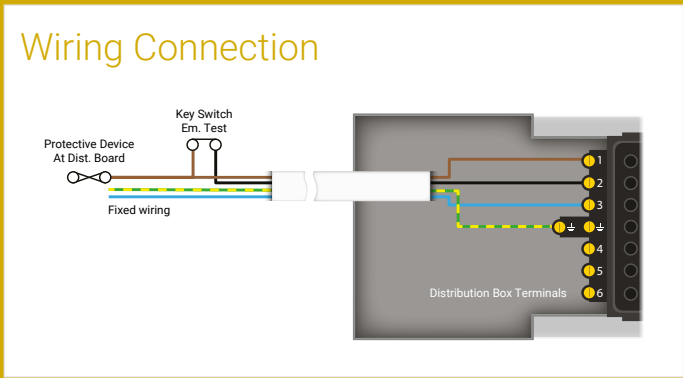 Wiring Connection
Key Switch
Em. Test
Protective Device
At Dist. Board
Fixed wiring
1
2
3
4
5
Distribution Box Terminals 6